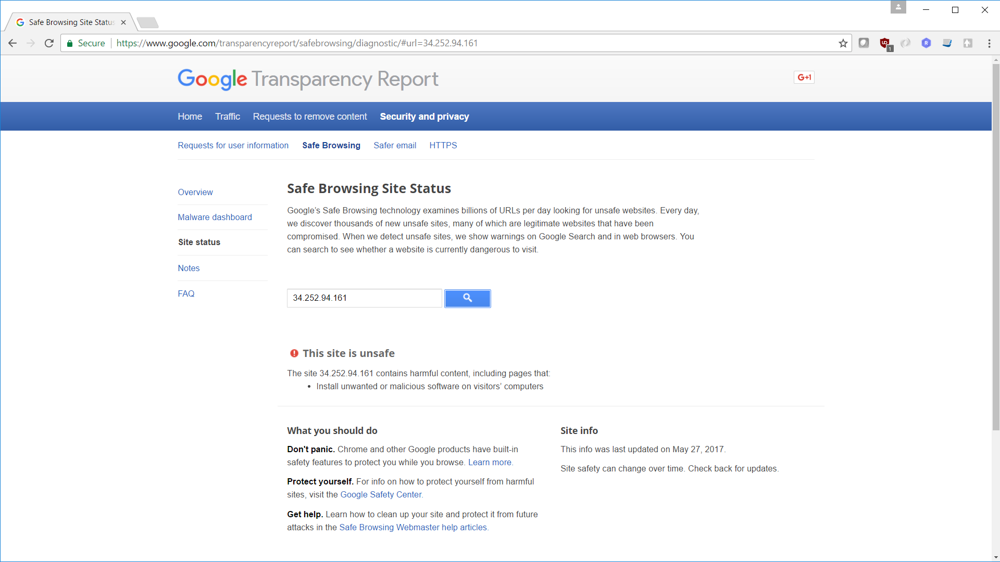 Safe Browsing Site Status
Secure
https://www.google.com/transparencyreport/safebrowsing/diagnostic/#url=34.252.94.161
1
R
Google Transparency Report
G+1
Home Traffic Requests to remove content Security and privacy
Requests for user information Safe Browsing Safer email HTTPS
Overview
Malware dashboard
Site status
Notes
FAQ
Safe Browsing Site Status
Google’s Safe Browsing technology examines billions of URLs per day looking for unsafe websites. Every day,
we discover thousands of new unsafe sites, many of which are legitimate websites that have been
compromised. When we detect unsafe sites, we show warnings on Google Search and in web browsers. You
can search to see whether a website is currently dangerous to visit.
34.252.94.161
This site is unsafe
The site 34.252.94.161 contains harmful content, including pages that:
• Install unwanted or malicious software on visitors’ computers
What you should do
Don't panic. Chrome and other Google products have built-in
safety features to protect you while you browse. Learn more.
Protect yourself. For info on how to protect yourself from harmful
sites, visit the Google Safety Center.
Get help. Learn how to clean up your site and protect it from future
attacks in the Safe Browsing Webmaster help articles.
Site info
This info was last updated on May 27, 2017.
Site safety can change over time. Check back for updates.